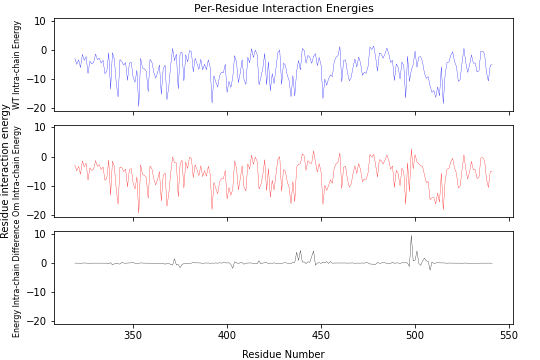 Per-Residue Interaction Energies
Residue interaction energy
WT Intra-chain Energy
10
0
−10
−20
Om Intra-chain Energy
10
0
−10
−20
Energy Intra-chain Difference
10
0
−10
−20
350
400
450
500
550
Residue Number